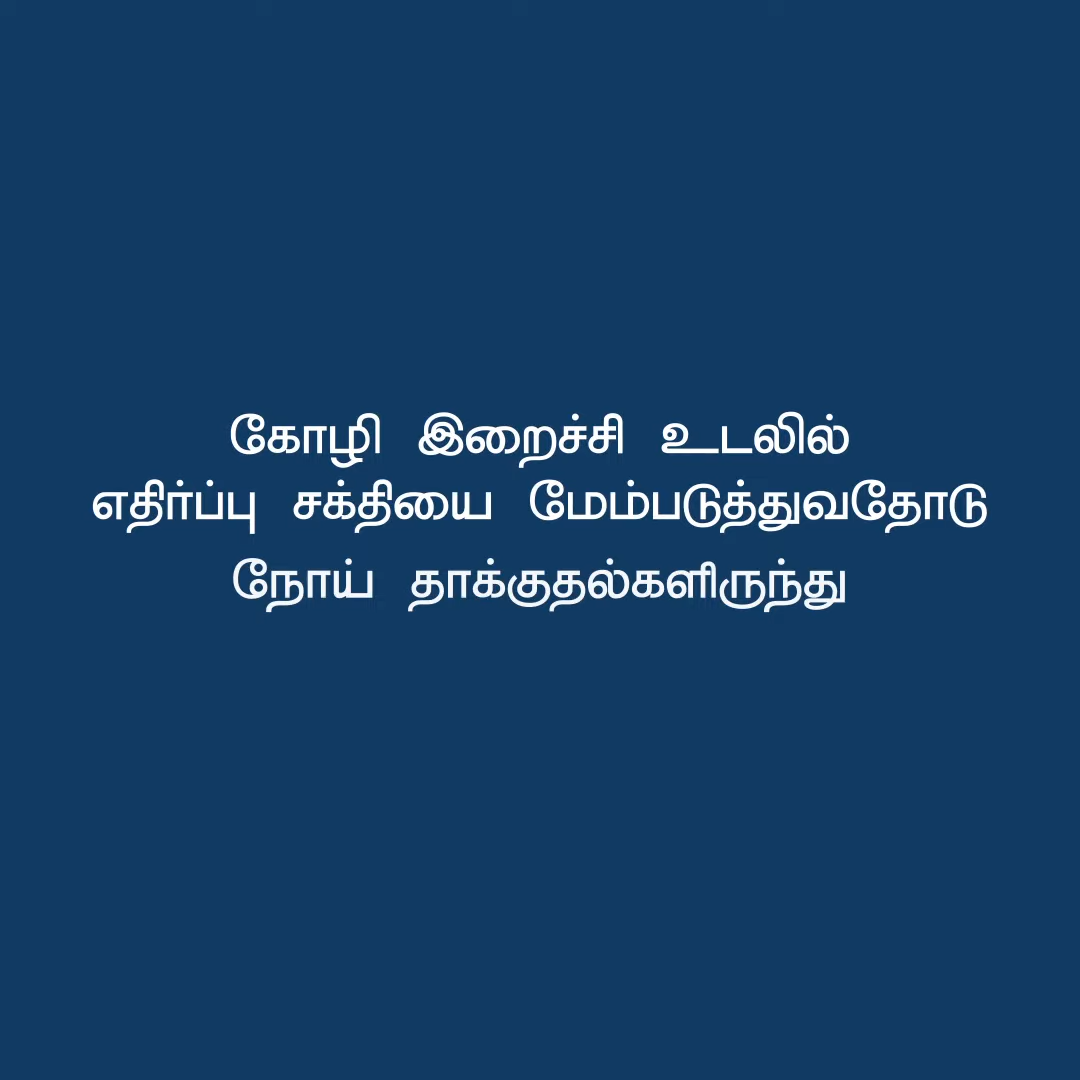 கோழி இறைச்சி உடலில்
எதிர்ப்பு சக்தியை மேம்படுத்துவதோடு
நோய் தாக்குதல்களிருந்து